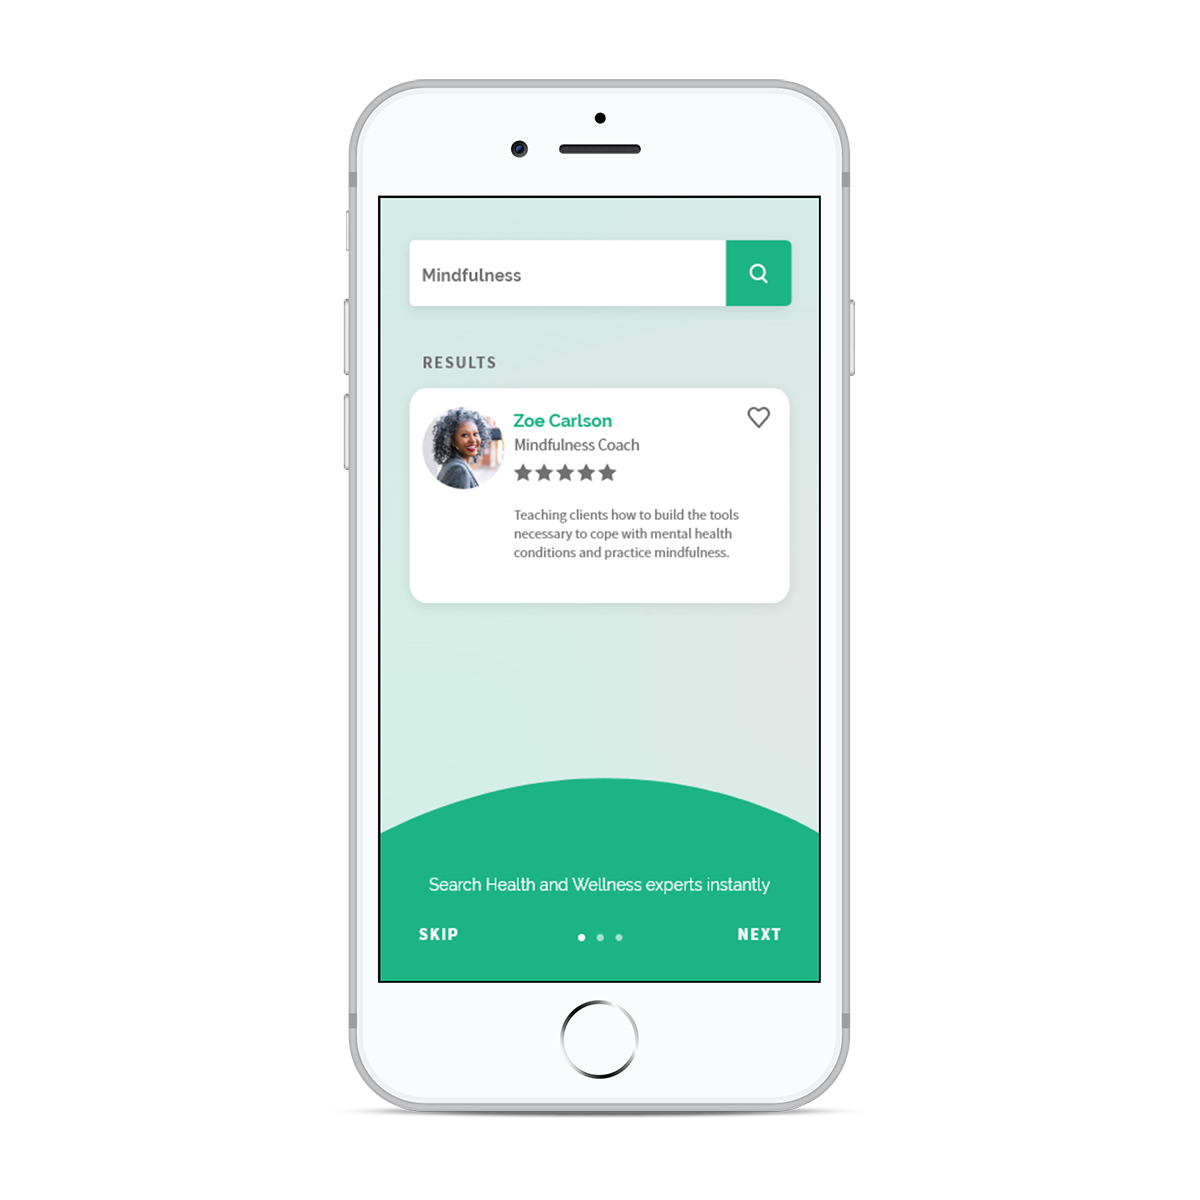 Mindfulness
RESULTS
Zoe Carlson
Mindfulness Coach
Teaching clients how to build the tools
necessary to cope with mental health
conditions and practice mindfulness.
Search Health and Wellness experts instantly
SKIP
NEXT